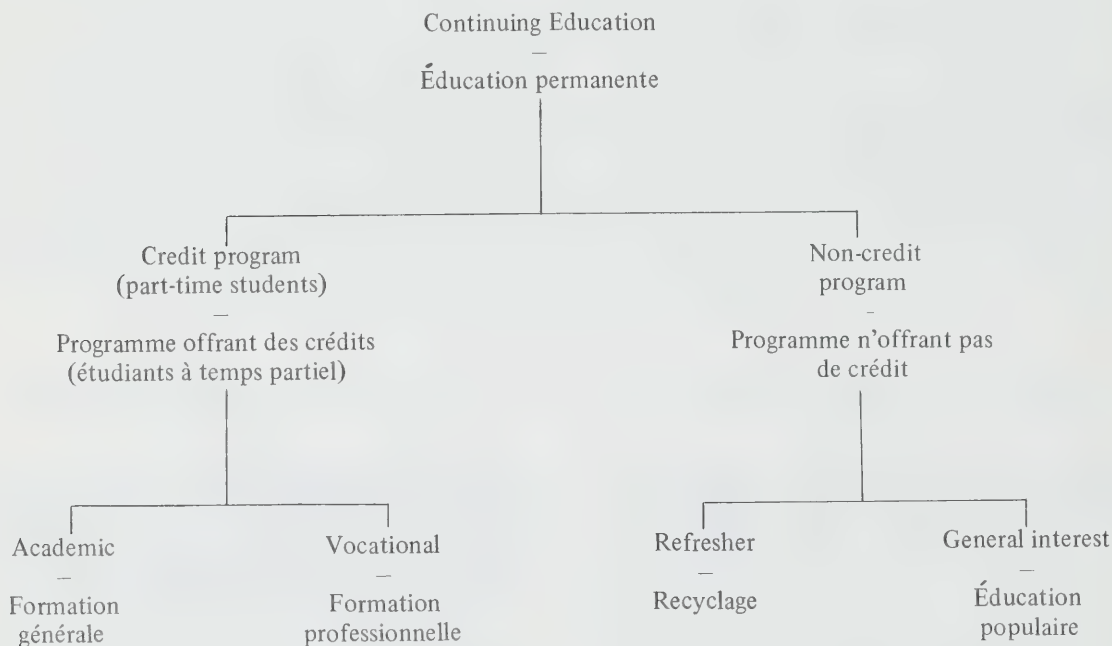 Continuing Education
—
Éducation permanente
Credit program
(part-time students)
—
Programme offrant des crédits
(étudiants à temps partiel)
Non-credit
program
-
Programme n'offrant pas
de crédit
Academic
—
Formation
générale
Vocational
—
Formation
professionnelle
Refresher
—
Recyclage
General interest
—
Éducation
populaire